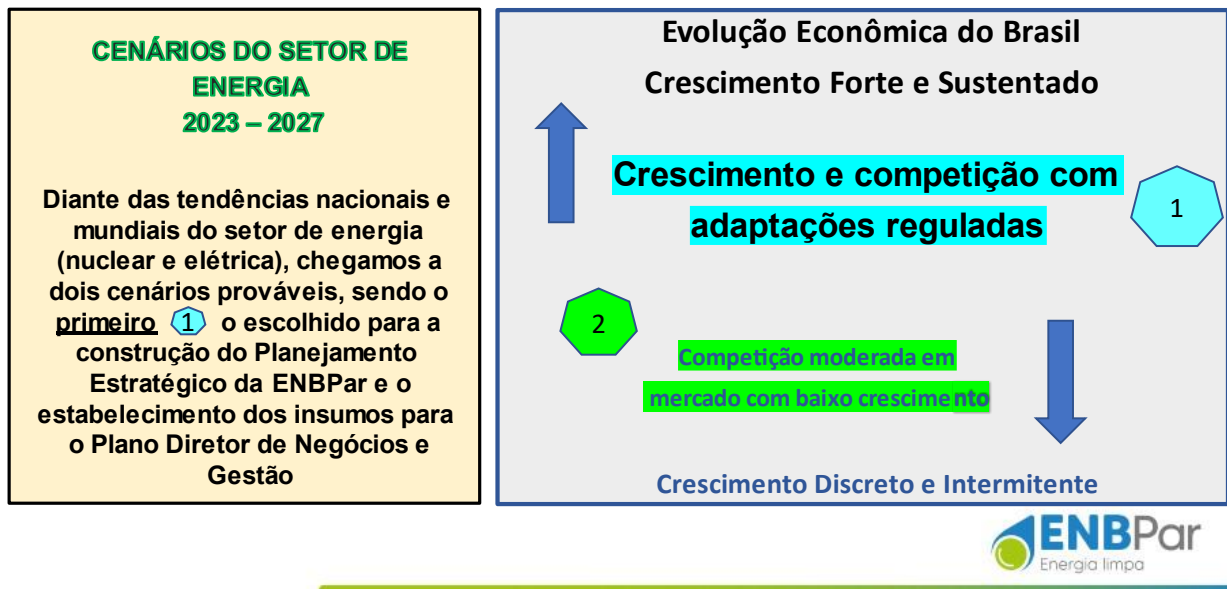 CENÁRIOS DO SETOR DE
ENERGIA
2023 – 2027
Diante das tendências nacionais e
mundiais do setor de energia
(nuclear e elétrica), chegamos a
dois cenários prováveis, sendo o
primeiro 1 o escolhido para a
construção do Planejamento
Estratégico da ENBPar e o
estabelecimento dos insumos para
o Plano Diretor de Negócios e
Gestão
Evolução Econômica do Brasil
Crescimento Forte e Sustentado
Crescimento e competição com
adaptações reguladas
1
2
Competição moderada em
mercado com baixo crescimento
Crescimento Discreto e Intermitente
ENBPar
Energia limpa